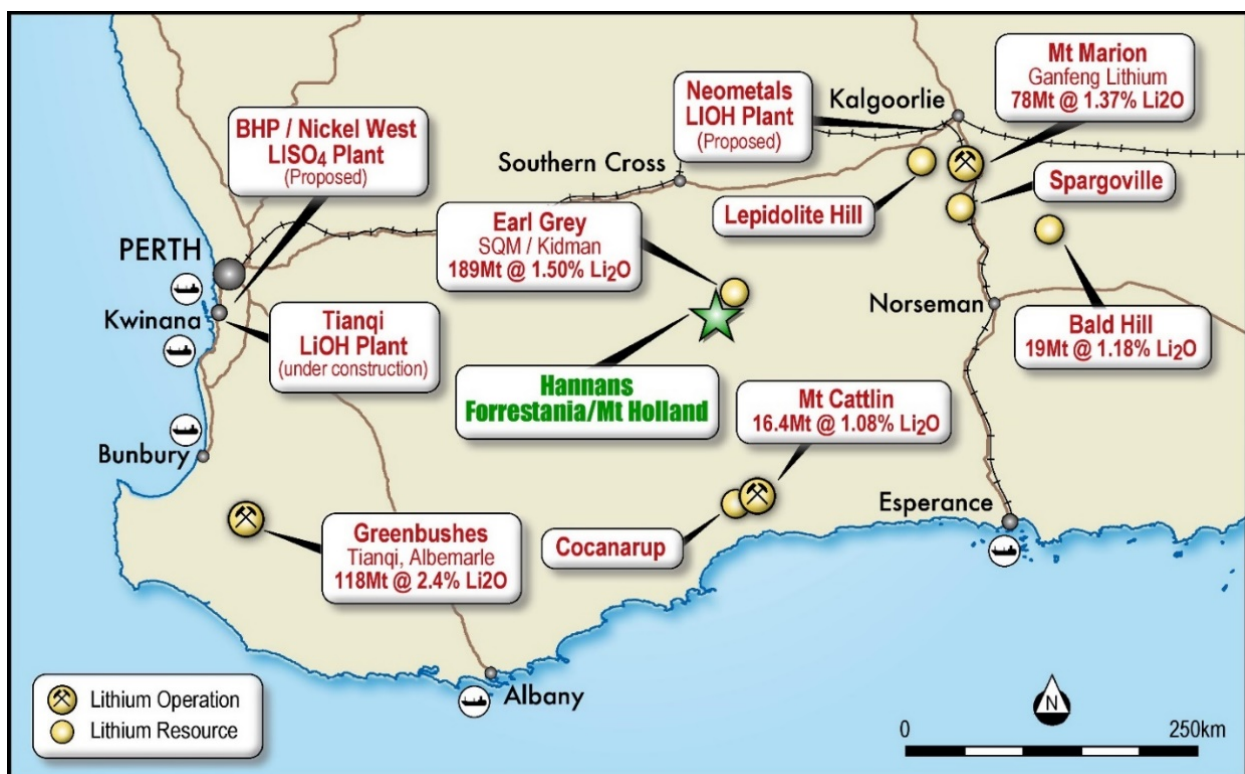 Mt Marion
Ganfeng Lithium
78Mt @ 1.37% Li2O
Neometals
LIOH Plant
(Proposed)
Kalgoorlie
BHP / Nickel West
LISO₄ Plant
(Proposed)
Southern Cross
Spargoville
Lepidolite Hill
Earl Grey
SQM / Kidman
189Mt @ 1.50% Li₂O
PERTH
Kwinana
Norseman
Tianqi
LiOH Plant
(under construction)
Bald Hill
19Mt @ 1.18% Li₂O
Hannans
Forrestania/Mt Holland
Mt Cattlin
16.4Mt @ 1.08% Li₂O
Bunbury
Esperance
Greenbushes
Tianqi, Albemarle
118Mt @ 2.4% Li2O
Cocanarup
Albany
Lithium Operation
Lithium Resource
N
0 250km